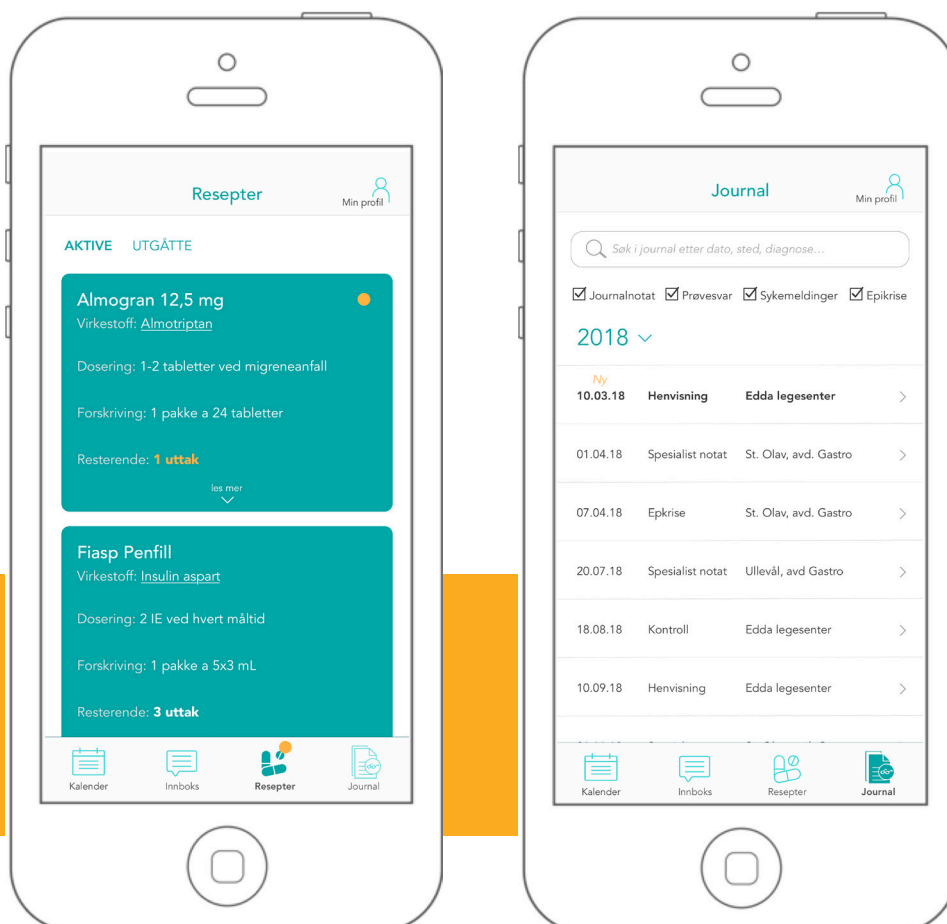 Resepter
Min profil
AKTIVE UTGÅTTE
Almogran 12,5 mg
Virkestoff: Almotriptan
Dosering: 1-2 tabletter ved migreneanfall
Forskriving: 1 pakke a 24 tabletter
Resterende: 1 uttak
les mer
Fiasp Penfill
Virkestoff: Insulin aspart
Dosering: 2 IE ved hvert måltid
Forskriving: 1 pakke a 5x3 mL
Resterende: 3 uttak
Kalender Innboks Resepter Journal
Journal
Min profil
Søk i journal etter dato, sted, diagnose...
Journalnotat Prøvesvar Sykemeldinger Epikrise
2018
Ny
10.03.18 Henvisning Edda legesenter
01.04.18 Spesialist notat St. Olav, avd. Gastro
07.04.18 Epkrise St. Olav, avd. Gastro
20.07.18 Spesialist notat Ullevål, avd Gastro
18.08.18 Kontroll Edda legesenter
10.09.18 Henvisning Edda legesenter
Kalender Innboks Resepter Journal